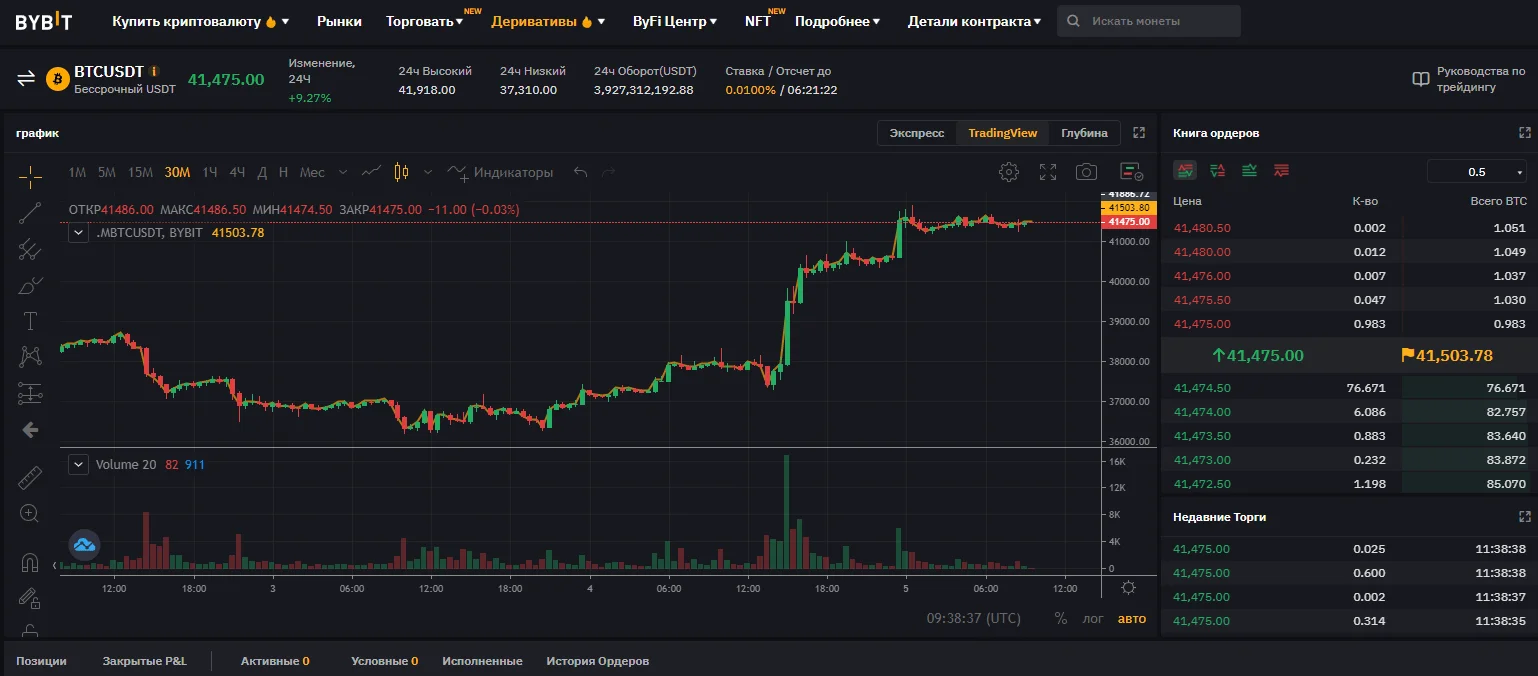 BYBIT
Купить криптовалюту
Рынки
Торговать NEW
Деривативы
ByFi Центр
NFT NEW
Подробнее
Детали контракта
Искать монеты
BTCUSDT
Бессрочный USDT
41,475.00
Изменение,
24Ч
+9.27%
24ч Высокий
41,918.00
24ч Низкий
37,310.00
24ч Оборот(USDT)
3,927,312,192.88
Ставка / Отсчет до
0.0100% / 06:21:22
Руководства по
трейдингу
график
Экспресс TradingView Глубина
1М 5М 15М 30М 1Ч 4Ч Д Н Мес Индикаторы
ОТКР41486.00 МАКС41486.50 МИН41474.50 ЗАКР41475.00 −11.00 (−0.03%)
.MBTCUSDT, BYBIT 41503.78
41886.72
41503.80
41475.00
41000.00
40000.00
39000.00
38000.00
37000.00
36000.00
Volume 20 82 911
16K
12K
8K
4K
0
12:00 18:00 3 06:00 12:00 18:00 4 06:00 12:00 18:00 5 06:00 12:00
09:38:37 (UTC) % лог авто
Книга ордеров
0.5
Цена К-во Всего BTC
41,480.50 0.002 1.051
41,480.00 0.012 1.049
41,476.00 0.007 1.037
41,475.50 0.047 1.030
41,475.00 0.983 0.983
41,475.00 41,503.78
41,474.50 76.671 76.671
41,474.00 6.086 82.757
41,473.50 0.883 83.640
41,473.00 0.232 83.872
41,472.50 1.198 85.070
Недавние Торги
41,475.00 0.025 11:38:38
41,475.00 0.600 11:38:38
41,475.00 0.002 11:38:37
41,475.00 0.314 11:38:35
Позиции
Закрытые P&L
Активные 0
Условные 0
Исполненные
История Ордеров